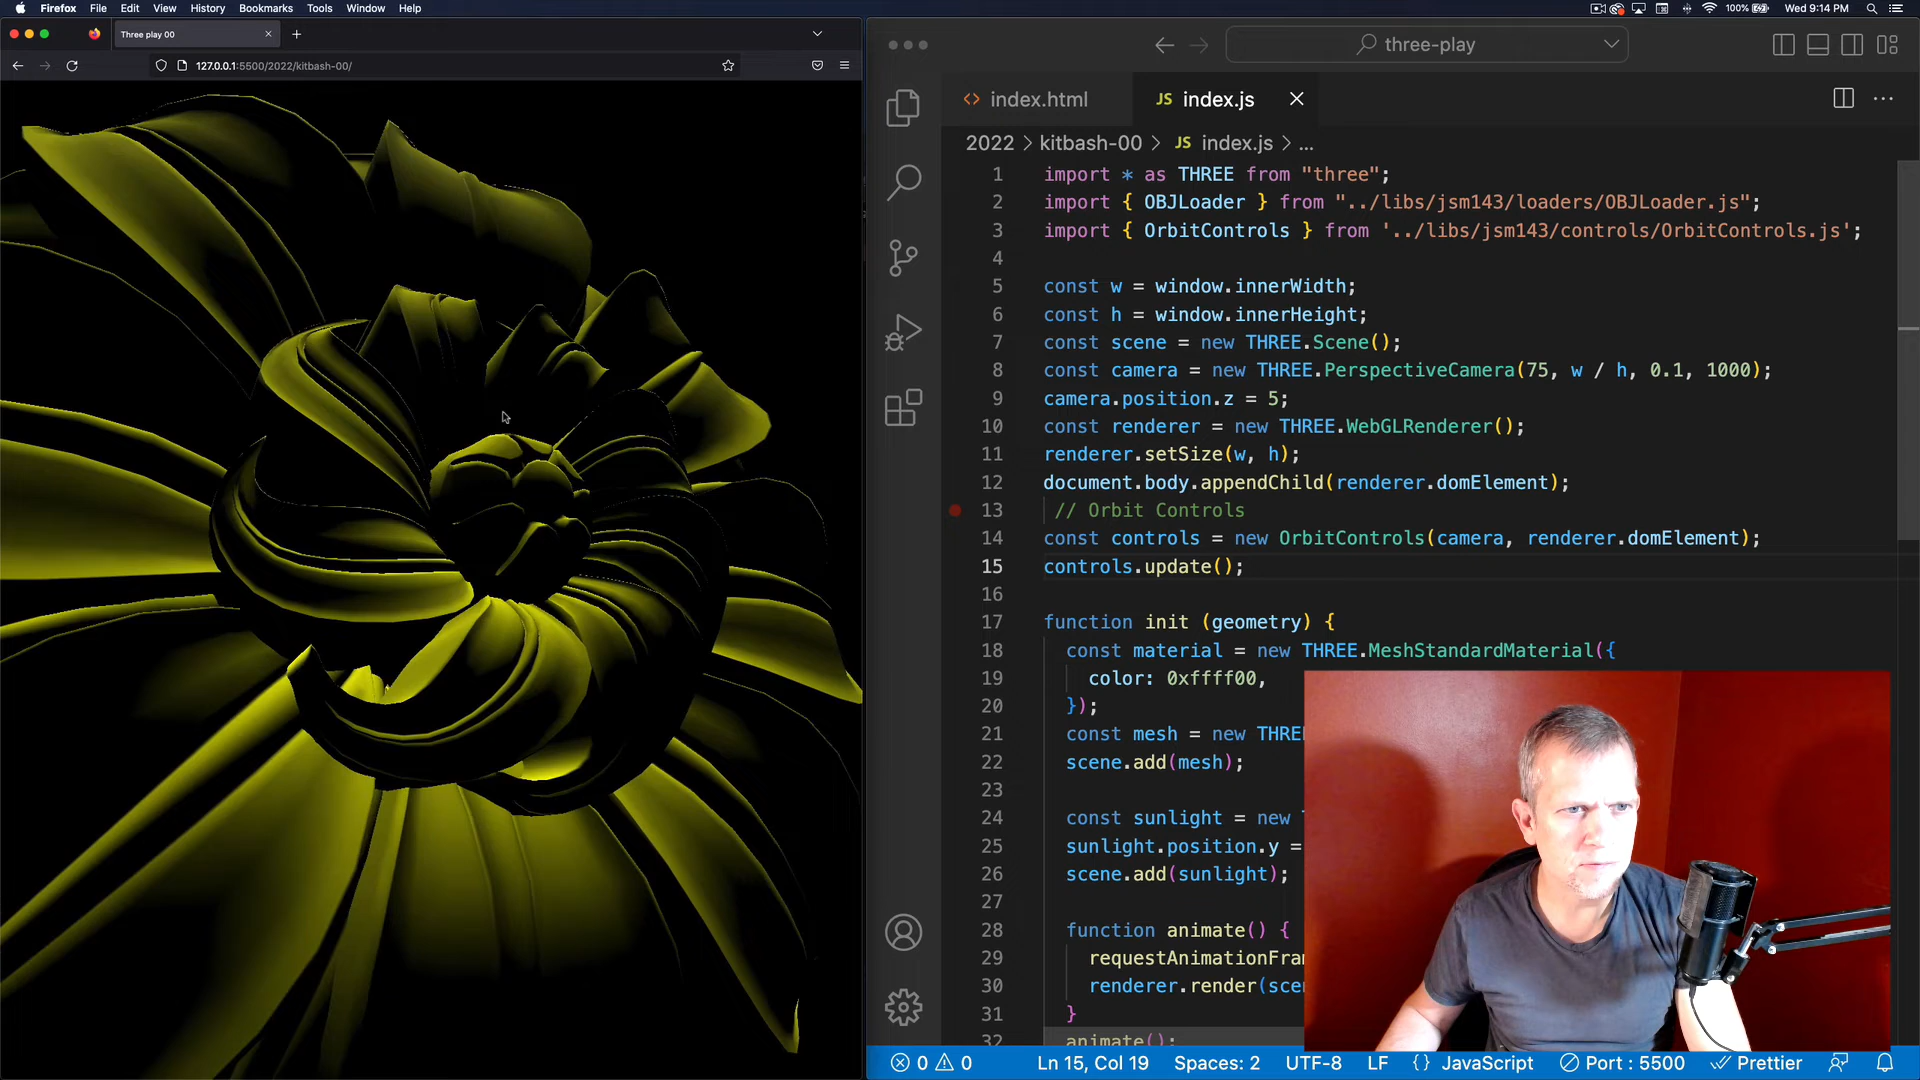 Firefox File Edit View History Bookmarks Tools Window Help
100% Wed 9:14 PM
Three play 00
127.0.0.1:5500/2022/kitbash-00/
three-play
index.html
JS index.js
2022 > kitbash-00 > JS index.js > ...
1 import * as THREE from "three";
2 import { OBJLoader } from "../libs/jsm143/loaders/OBJLoader.js";
3 import { OrbitControls } from '../libs/jsm143/controls/OrbitControls.js';
4
5 const w = window.innerWidth;
6 const h = window.innerHeight;
7 const scene = new THREE.Scene();
8 const camera = new THREE.PerspectiveCamera(75, w / h, 0.1, 1000);
9 camera.position.z = 5;
10 const renderer = new THREE.WebGLRenderer();
11 renderer.setSize(w, h);
12 document.body.appendChild(renderer.domElement);
13 // Orbit Controls
14 const controls = new OrbitControls(camera, renderer.domElement);
15 controls.update();
16
17 function init (geometry) {
18 const material = new THREE.MeshStandardMaterial({
19 color: 0xffff00,
20 });
21 const mesh = new THREE
22 scene.add(mesh);
23
24 const sunlight = new
25 sunlight.position.y =
26 scene.add(sunlight);
27
28 function animate() {
29 requestAnimationFra
30 renderer.render(sce
31 }
32 animate();
0 0 Ln 15, Col 19 Spaces: 2 UTF-8 LF {} JavaScript Port : 5500 Prettier